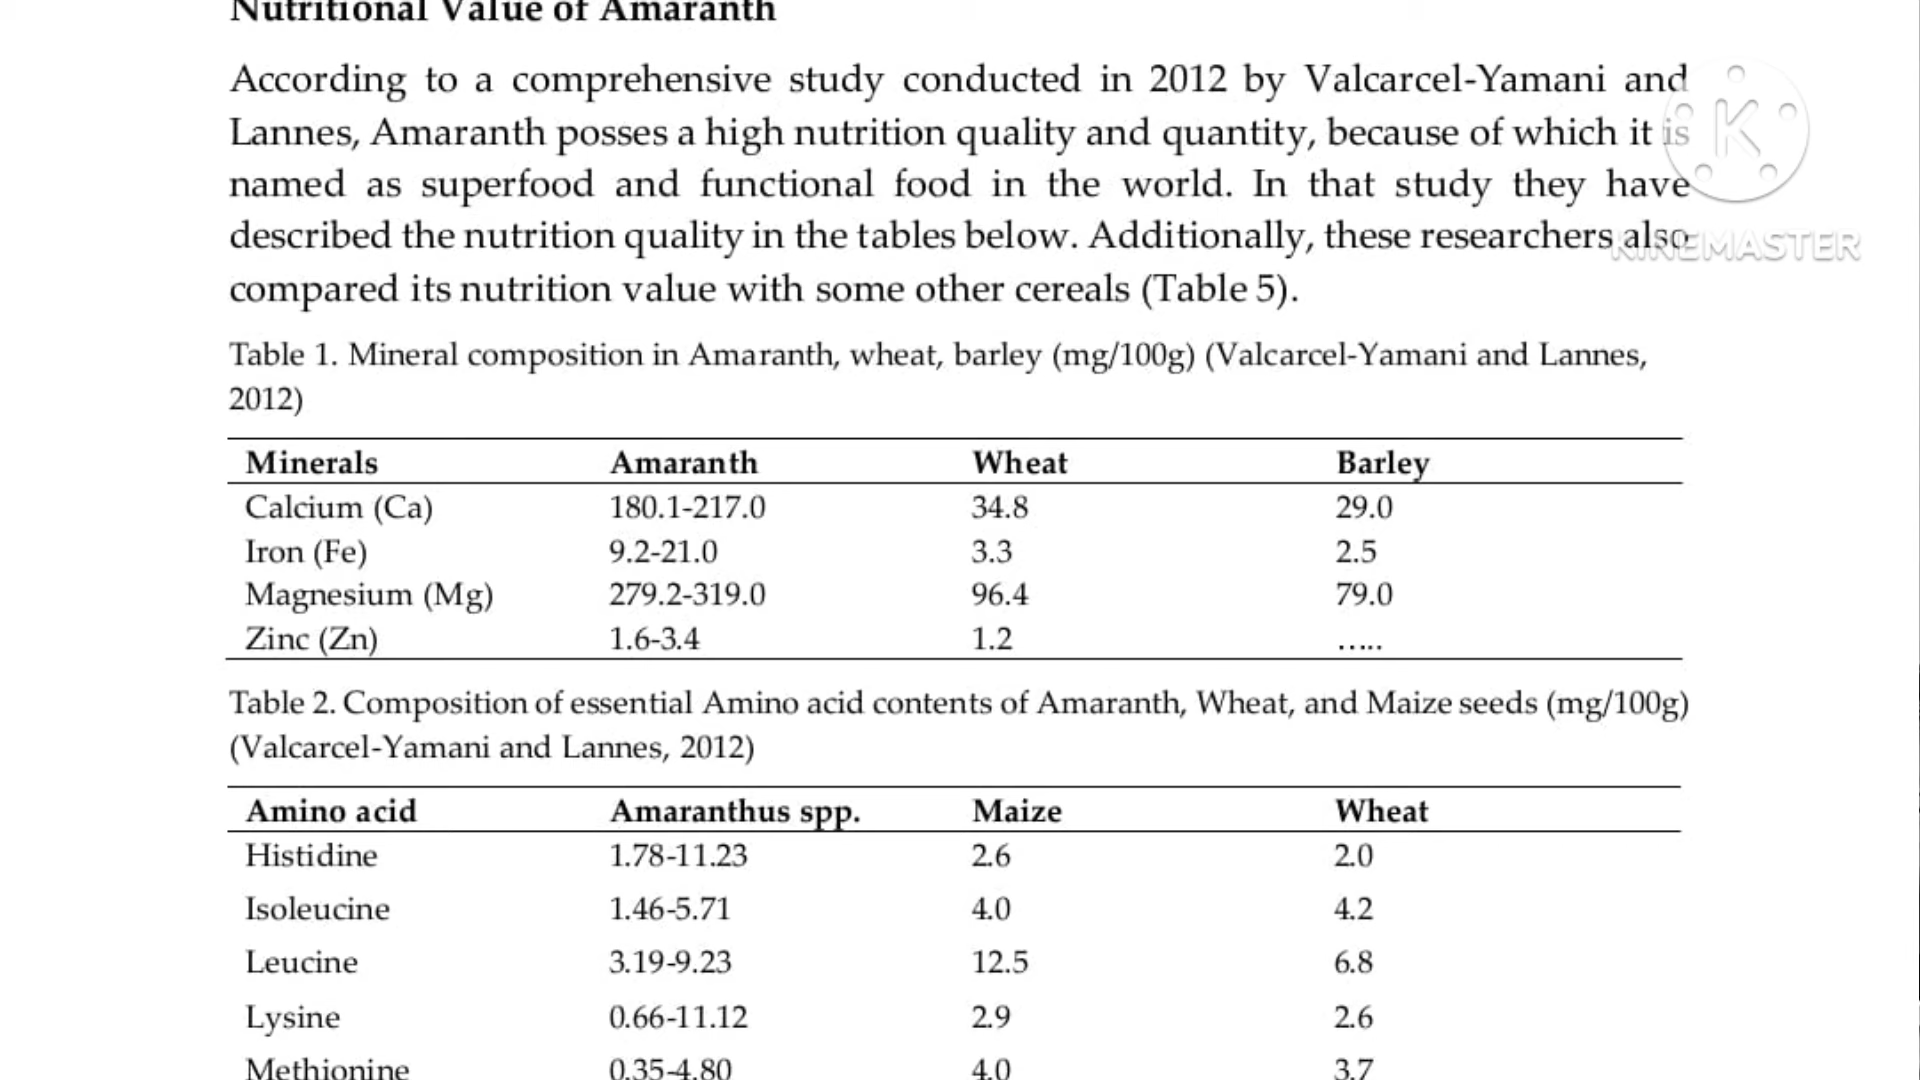 Nutritional Value of Amaranth
According to a comprehensive study conducted in 2012 by Valcarcel-Yamani and
Lannes, Amaranth posses a high nutrition quality and quantity, because of which it is
named as superfood and functional food in the world. In that study they have
described the nutrition quality in the tables below. Additionally, these researchers also
compared its nutrition value with some other cereals (Table 5).
K
KINEMASTER
Table 1. Mineral composition in Amaranth, wheat, barley (mg/100g) (Valcarcel-Yamani and Lannes,
2012)
Minerals Amaranth Wheat Barley
Calcium (Ca) 180.1-217.0 34.8 29.0
Iron (Fe) 9.2-21.0 3.3 2.5
Magnesium (Mg) 279.2-319.0 96.4 79.0
Zinc (Zn) 1.6-3.4 1.2 .....
Table 2. Composition of essential Amino acid contents of Amaranth, Wheat, and Maize seeds (mg/100g)
(Valcarcel-Yamani and Lannes, 2012)
Amino acid Amaranthus spp. Maize Wheat
Histidine 1.78-11.23 2.6 2.0
Isoleucine 1.46-5.71 4.0 4.2
Leucine 3.19-9.23 12.5 6.8
Lysine 0.66-11.12 2.9 2.6
Methionine 0.35-4.80 4.0 3.7